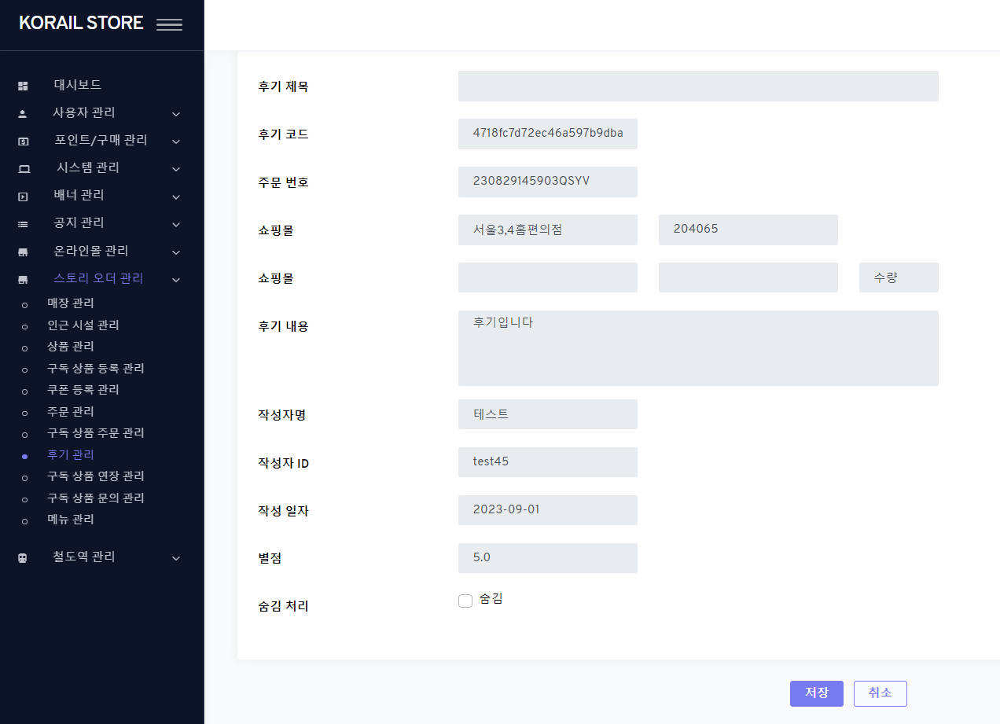 KORAIL STORE
대시보드
사용자 관리
포인트/구매 관리
시스템 관리
배너 관리
공지 관리
온라인몰 관리
스토리 오더 관리
매장 관리
인근 시설 관리
상품 관리
구독 상품 등록 관리
쿠폰 등록 관리
주문 관리
구독 상품 주문 관리
후기 관리
구독 상품 연장 관리
구독 상품 문의 관리
메뉴 관리
철도역 관리
후기 제목
후기 코드 4718fc7d72ec46a597b9dba
주문 번호 230829145903QSYV
쇼핑몰 서울3,4홈편의점 204065
쇼핑몰 수량
후기 내용 후기입니다
작성자명 테스트
작성자 ID test45
작성 일자 2023-09-01
별점 5.0
숨김 처리 숨김
저장 취소